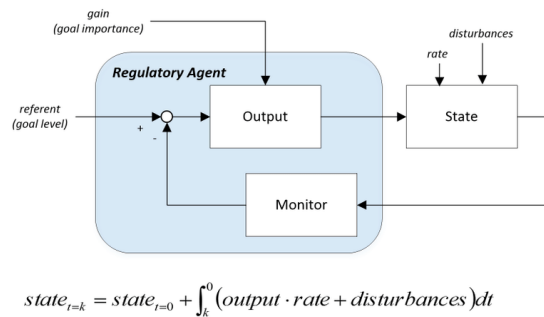 gain
(goal importance)
disturbances
rate
Regulatory Agent
referent
(goal level)
+
-
Output
State
Monitor
state_{t=k} = state_{t=0} + ∫_k^0 (output · rate + disturbances)dt